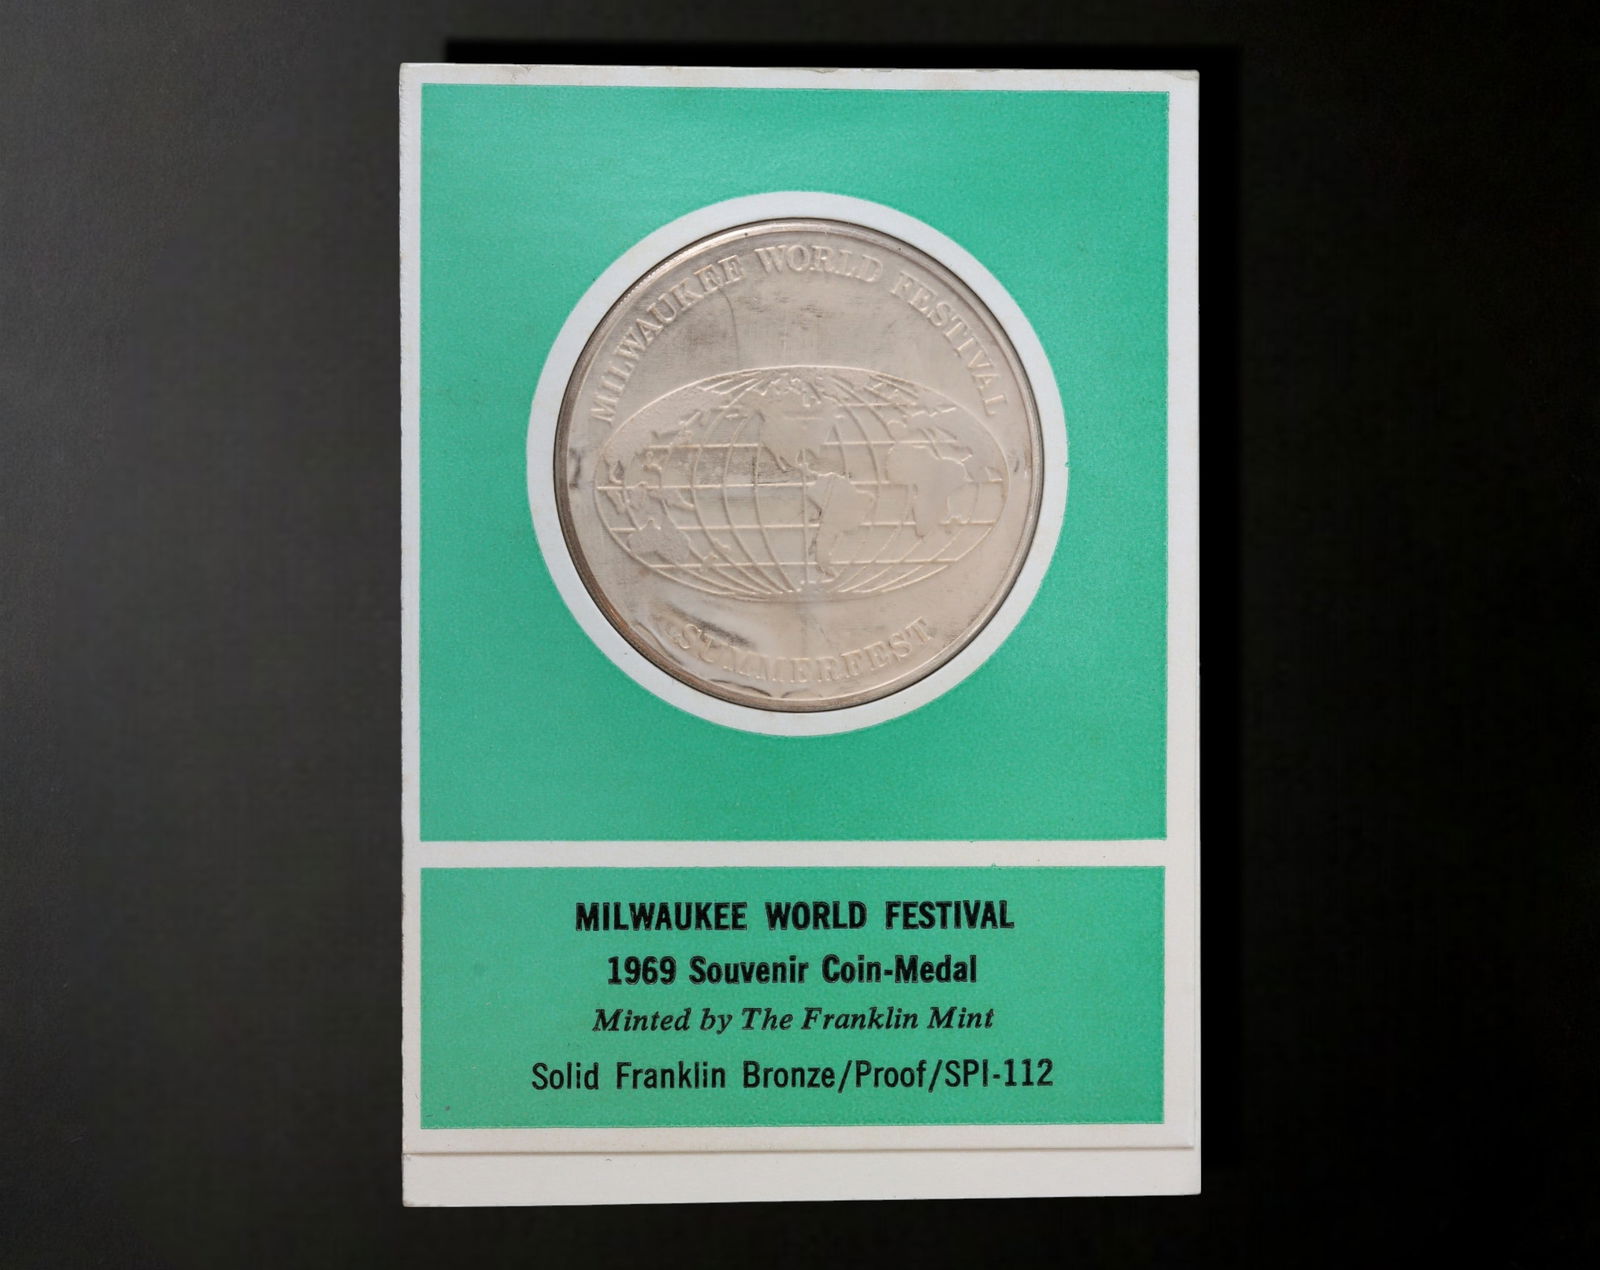 MILWAUKEE WORLD FESTIVAL
SUMMERFEST
MILWAUKEE WORLD FESTIVAL
1969 Souvenir Coin-Medal
Minted by The Franklin Mint
Solid Franklin Bronze/Proof/SPI-112